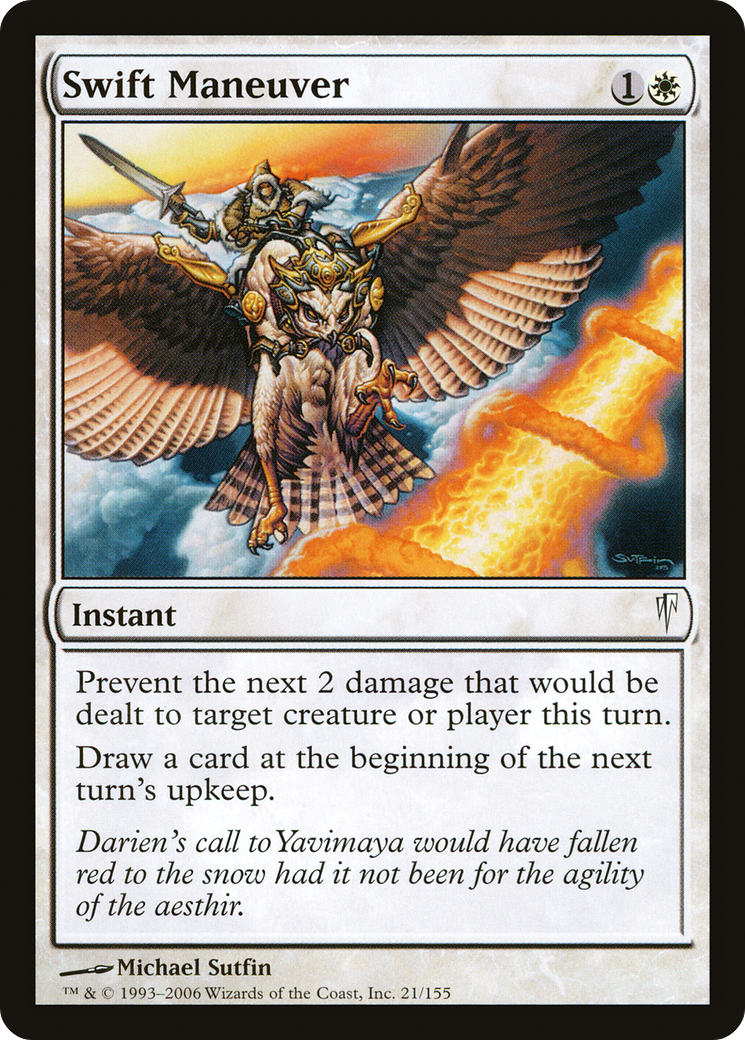 Swift Maneuver
1
SUTFIN
Instant
Prevent the next 2 damage that would be
dealt to target creature or player this turn.
Draw a card at the beginning of the next
turn's upkeep.
Darien's call to Yavimaya would have fallen
red to the snow had it not been for the agility
of the aesthir.
Michael Sutfin
™ & © 1993–2006 Wizards of the Coast, Inc. 21/155